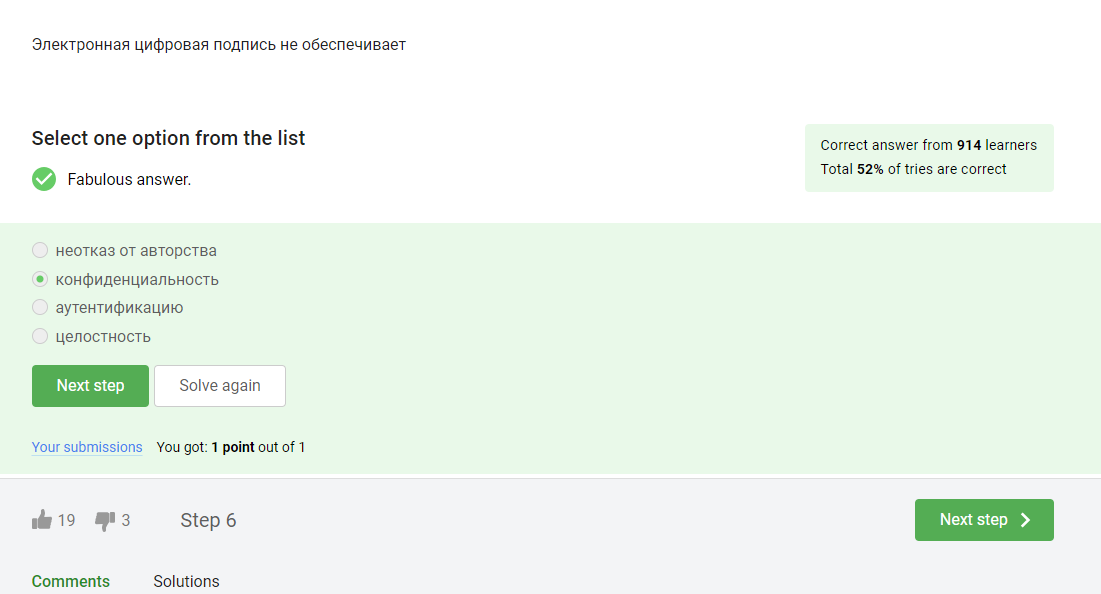 Электронная цифровая подпись не обеспечивает
Select one option from the list
Correct answer from 914 learners
Total 52% of tries are correct
Fabulous answer.
неотказ от авторства
конфиденциальность
аутентификацию
целостность
Next step
Solve again
Your submissions You got: 1 point out of 1
19
3
Step 6
Next step
Comments
Solutions